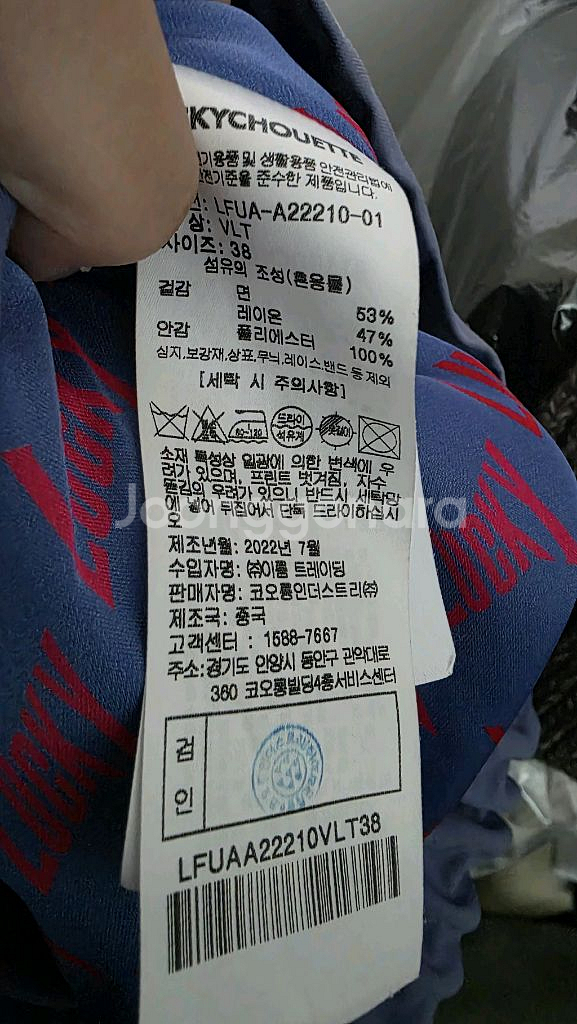 KYCHOUETTE
기용품 및 생활용품 안전관리법에
안전기준을 준수한 제품입니다.
LFUA-A22210-01
상: VLT
사이즈: 38
섬유의 조성(혼용률)
겉감 면 53%
레이온 47%
안감 폴리에스터 100%
심지,보강재,상표,무늬,레이스,밴드 등 제외
[세탁 시 주의사항]
80~120
드라이
석유계
소재 특성상 일광에 의한 변색에 우
려가 있으며, 프린트 벗겨짐, 자수
뜯김의 우려가 있으니 반드시 세탁망
에 넣어 뒤집어서 단독 드라이하십시
오
Joonggonara
제조년월: 2022년 7월
수입자명: ㈜이룸 트레이딩
판매자명: 코오롱인더스트리㈜
제조국: 중국
고객센터 : 1588-7667
주소:경기도 안양시 동안구 관악대로
360 코오롱빌딩4층서비스센터
검
인
LFUAA22210VLT38
LUCKY
LUCKY
LUCKY
LUCKY